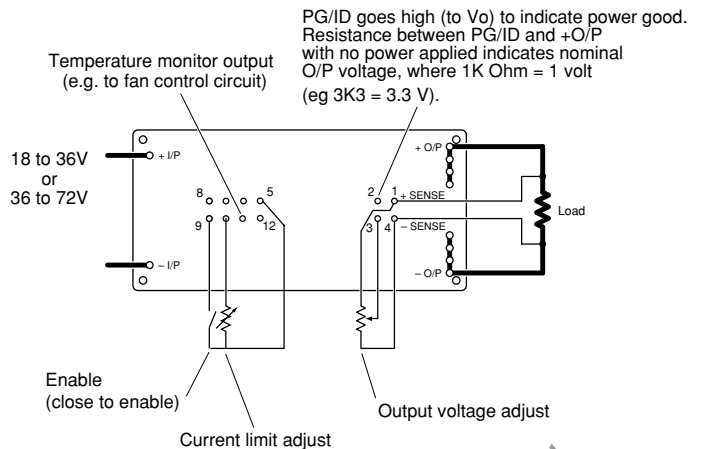 PG/ID goes high (to Vo) to indicate power good.
Resistance between PG/ID and +O/P
with no power applied indicates nominal
O/P voltage, where 1K Ohm = 1 volt
(eg 3K3 = 3.3 V).
Temperature monitor output
(e.g. to fan control circuit)
18 to 36V
or
36 to 72V
+ I/P
+ O/P
8
5
2
1
+ SENSE
9
12
3
4
– SENSE
Load
– I/P
– O/P
Enable
(close to enable)
Output voltage adjust
Current limit adjust